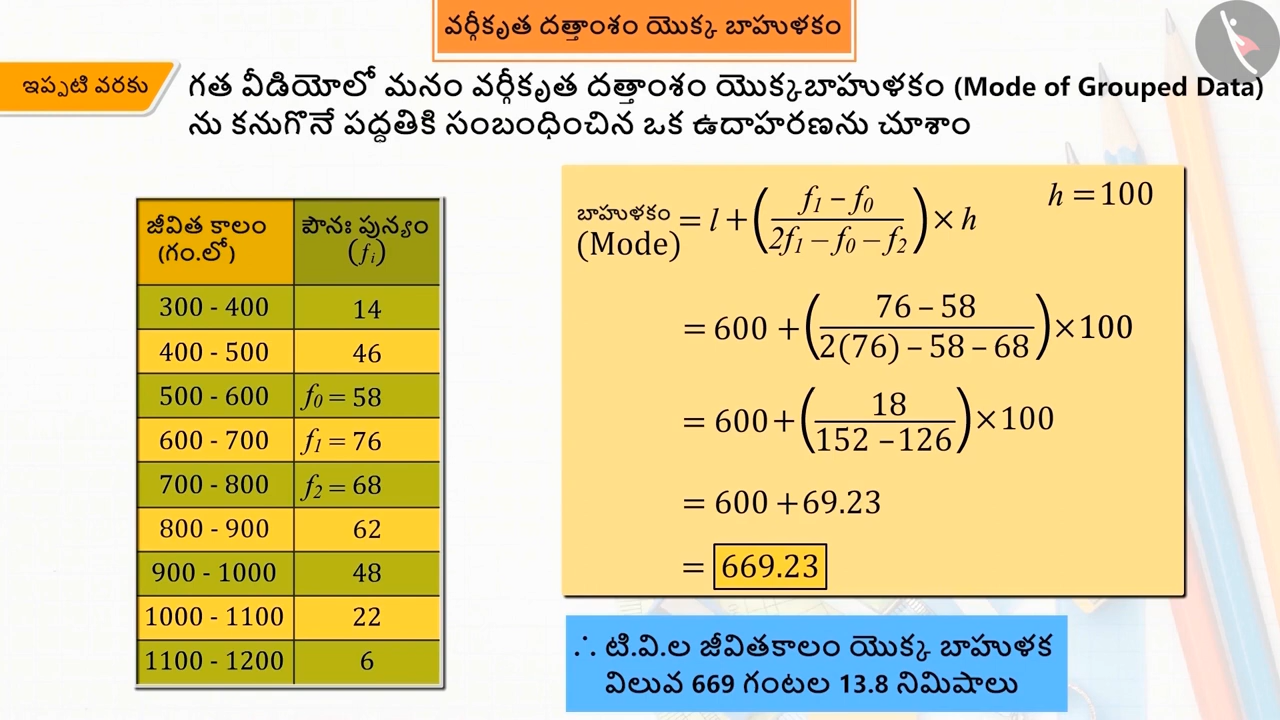 వర్గీకృత దత్తాంశం యొక్క బాహుళకం
ఇప్పటి వరకు
గత వీడియోలో మనం వర్గీకృత దత్తాంశం యొక్కబాహుళకం (Mode of Grouped Data)
ను కనుగొనే పద్దతికి సంబంధించిన ఒక ఉదాహరణను చూశాం
జీవిత కాలం (గం.లో) పౌనః పున్యం (fᵢ)
300 - 400 14
400 - 500 46
500 - 600 f₀ = 58
600 - 700 f₁ = 76
700 - 800 f₂ = 68
800 - 900 62
900 - 1000 48
1000 - 1100 22
1100 - 1200 6
h = 100
బాహుళకం (Mode) = l + ((f₁ – f₀) / (2f₁ – f₀ – f₂)) × h
= 600 + ((76 – 58) / (2(76) – 58 – 68)) × 100
= 600 + (18 / (152 – 126)) × 100
= 600 + 69.23
= 669.23
∴ టి.వి.ల జీవితకాలం యొక్క బాహుళక
విలువ 669 గంటల 13.8 నిమిషాలు